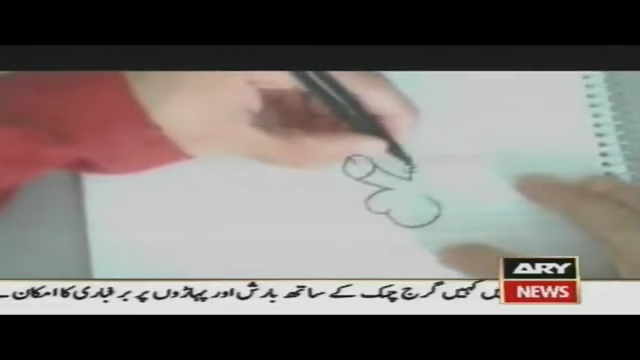 ARY
NEWS
کہیں گرج چمک کے ساتھ بارش اور پہاڑوں پر برفباری کا امکان